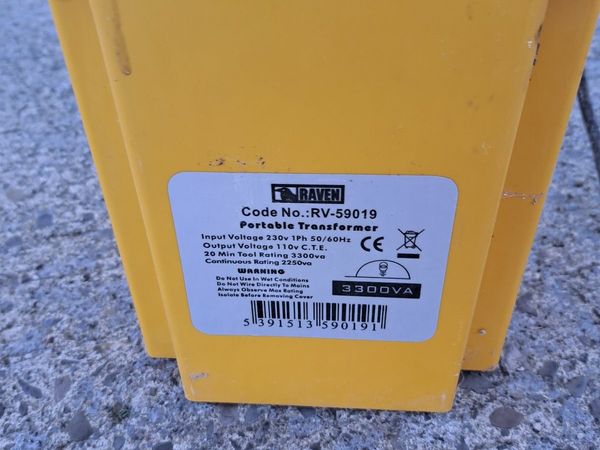 RAVEN
Code No.:RV-59019
Portable Transformer
Input Voltage 230v 1Ph 50/60Hz
Output Voltage 110v C.T.E.
20 Min Tool Rating 3300va
Continuous Rating 2250va
CE
WARNING
Do Not Use In Wet Conditions
Do Not Wire Directly To Mains
Always Observe Max Rating
Isolate Before Removing Cover
3300VA
5 391513 590191